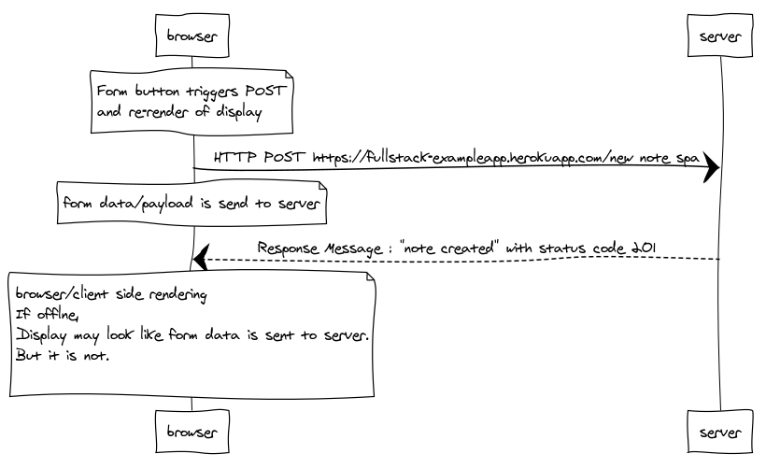 browser
server
Form button triggers POST
and re-render of display
HTTP POST https://fullstack-exampleapp.herokuapp.com/new note spa
form data/payload is send to server
Response Message : "note created" with status code 201
browser/client side rendering
If offlne,
Display may look like form data is sent to server.
But it is not.
browser
server